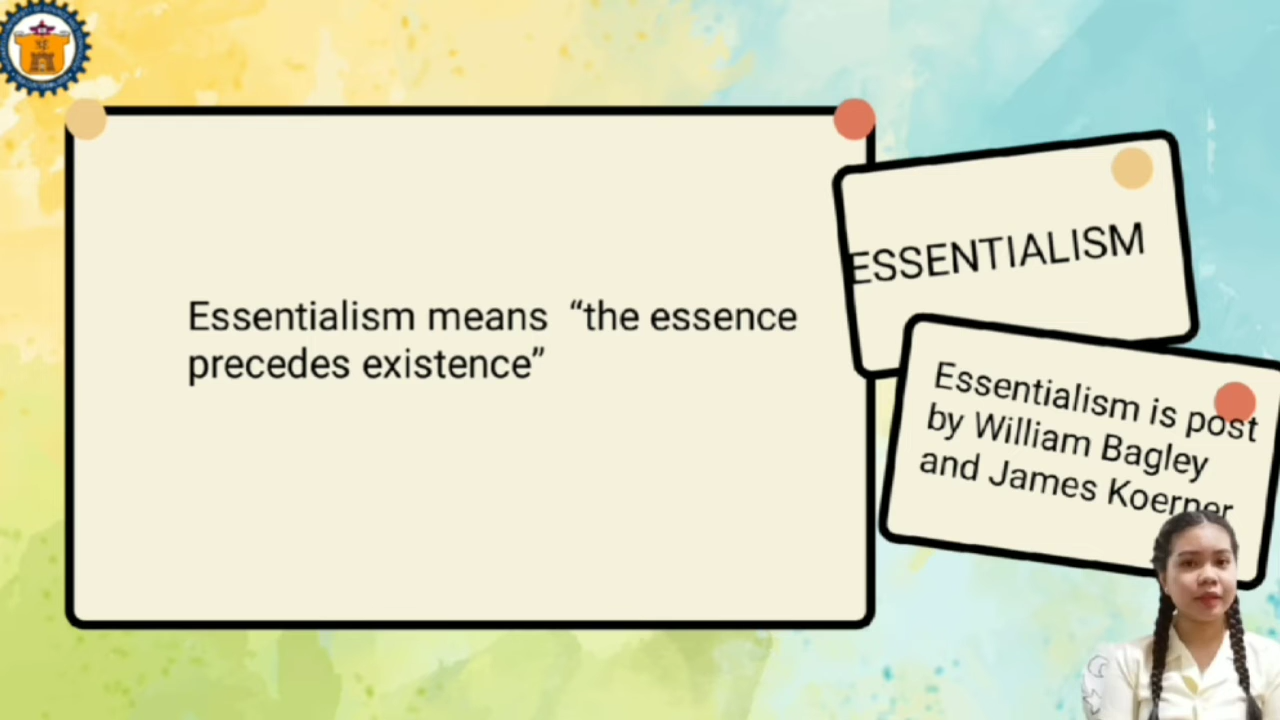 Essentialism means “the essence
precedes existence”
ESSENTIALISM
Essentialism is post
by William Bagley
and James Koerner